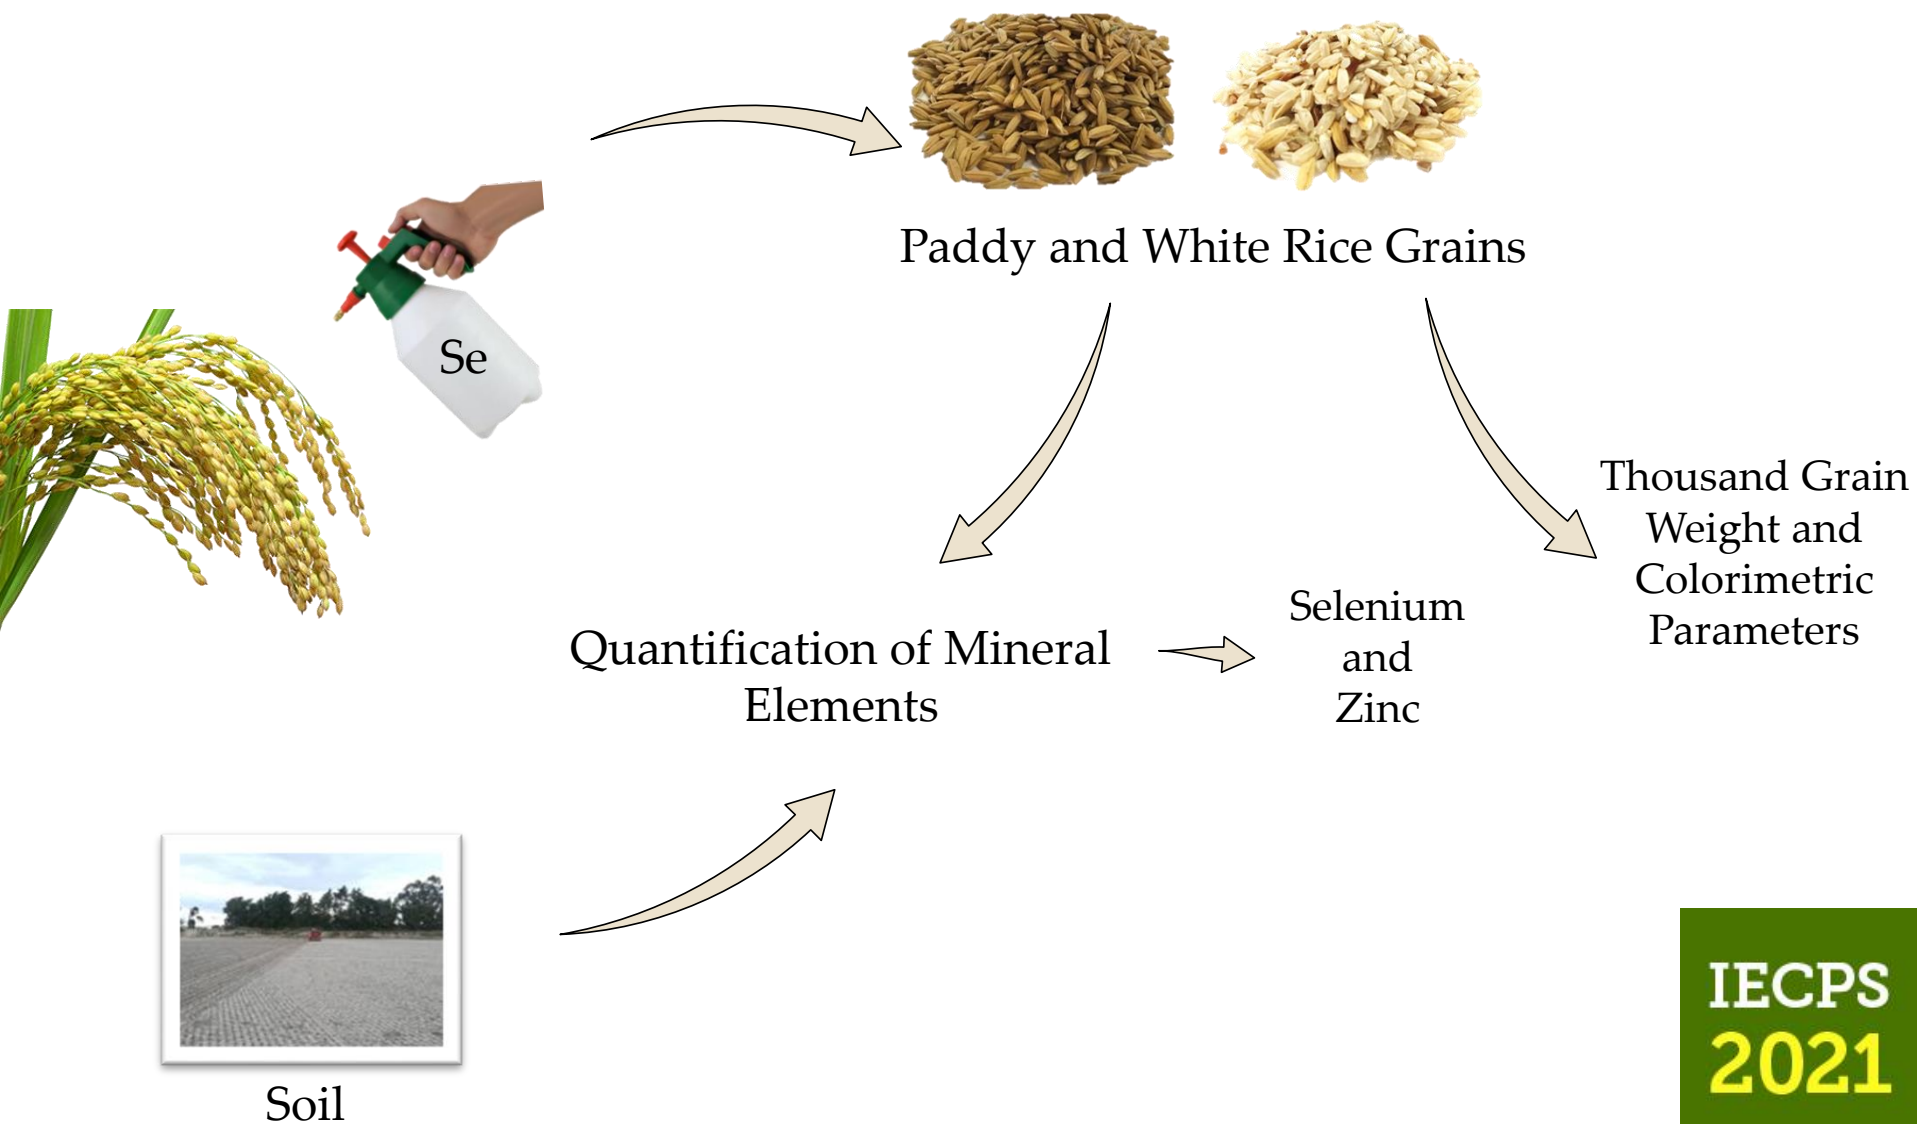 Paddy and White Rice Grains
Se
Thousand Grain
Weight and
Colorimetric
Parameters
Quantification of Mineral
Elements
Selenium
and
Zinc
Soil
IECPS
2021